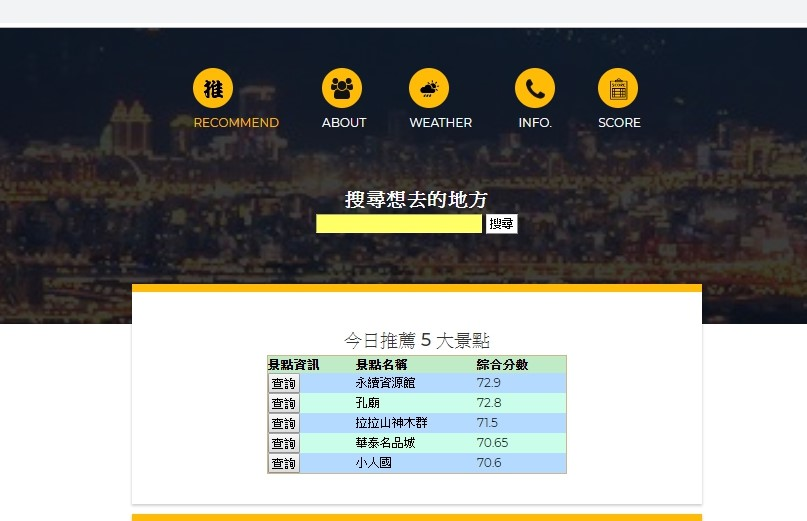 推
SCORE
RECOMMEND ABOUT WEATHER INFO. SCORE
搜尋想去的地方
搜尋
今日推薦 5 大景點
景點資訊 景點名稱 綜合分數
查詢 永續資源館 72.9
查詢 孔廟 72.8
查詢 拉拉山神木群 71.5
查詢 華泰名品城 70.65
查詢 小人國 70.6